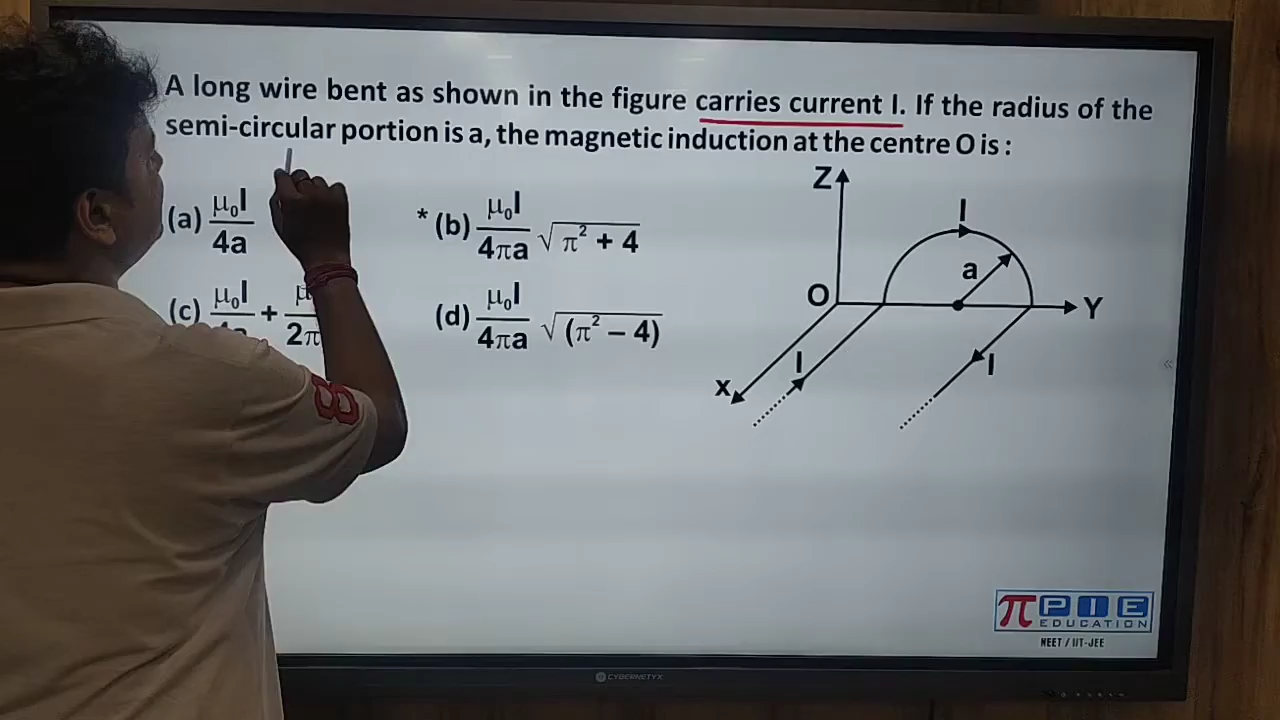 A long wire bent as shown in the figure carries current I. If the radius of the
semi-circular portion is a, the magnetic induction at the centre O is :
(a) μ₀I/4a
* (b) μ₀I/4πa √(π² + 4)
(c) μ₀I/ +
(d) μ₀I/4πa √(π² – 4)
Z
I
a
O
Y
I
I
X
π PIE
EDUCATION
NEET / IIT-JEE
CYBERNETYX
8